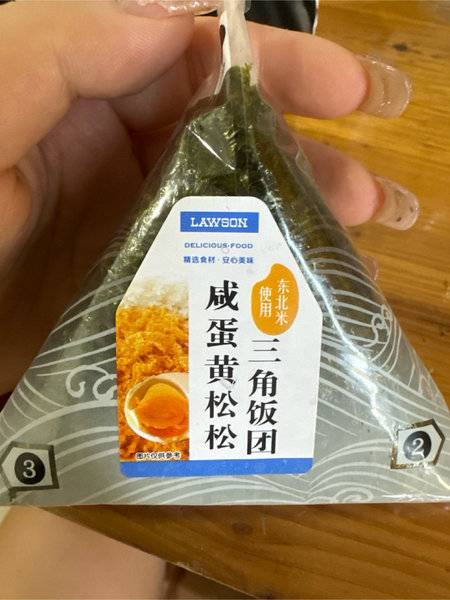 LAWSON
DELICIOUS·FOOD
精选食材·安心美味
使用
东北米
咸蛋黄松松
三角饭团
图片仅供参考
3
2